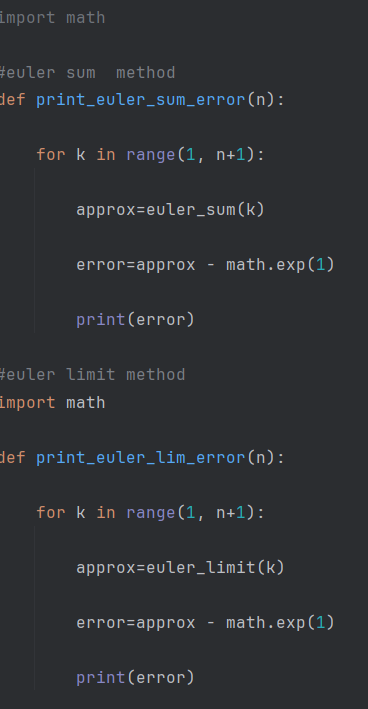 import math
#euler sum  method
def print_euler_sum_error(n):
    for k in range(1, n+1):
        approx=euler_sum(k)
        error=approx - math.exp(1)
        print(error)
#euler limit method
import math
def print_euler_lim_error(n):
    for k in range(1, n+1):
        approx=euler_limit(k)
        error=approx - math.exp(1)
        print(error)